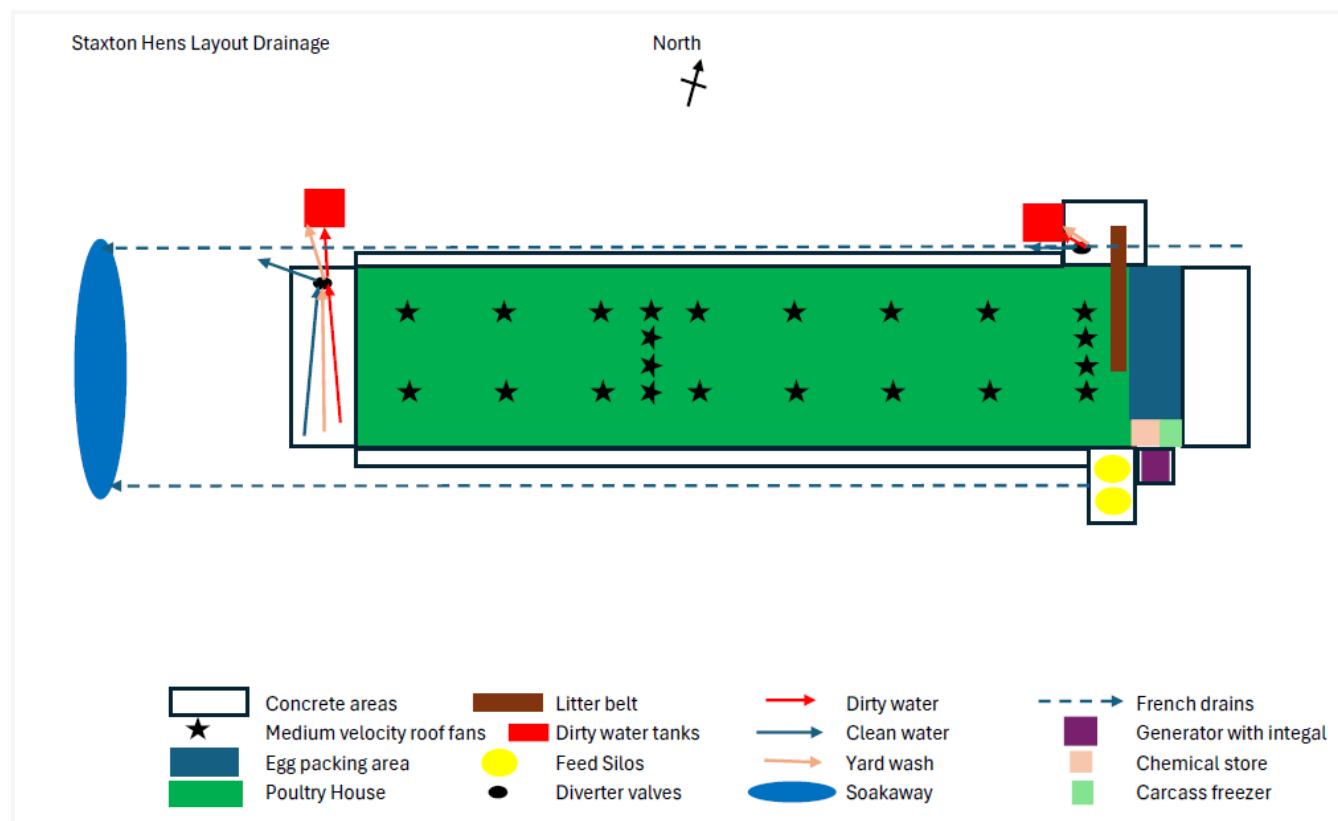 Staxton Hens Layout Drainage
North
Concrete areas
Litter belt
Dirty water
French drains
Medium velocity roof fans
Dirty water tanks
Clean water
Generator with integal
Egg packing area
Feed Silos
Yard wash
Chemical store
Poultry House
Diverter valves
Soakaway
Carcass freezer